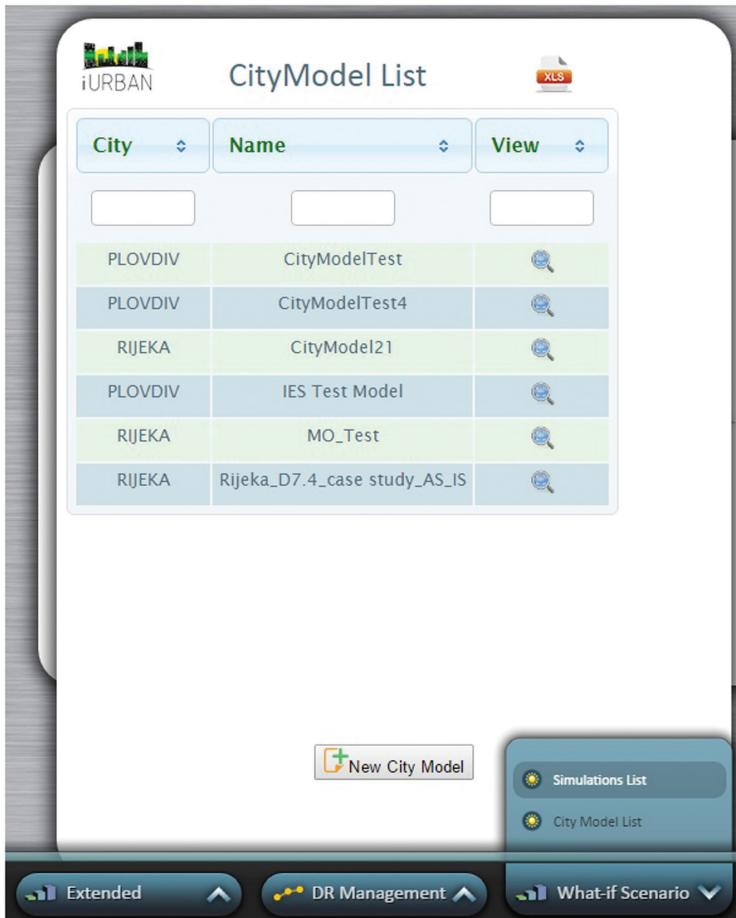 iURBAN
CityModel List
XLS
City Name View
PLOVDIV CityModelTest
PLOVDIV CityModelTest4
RIJEKA CityModel21
PLOVDIV IES Test Model
RIJEKA MO_Test
RIJEKA Rijeka_D7.4_case study_AS_IS
New City Model
Simulations List
City Model List
Extended DR Management What-if Scenario